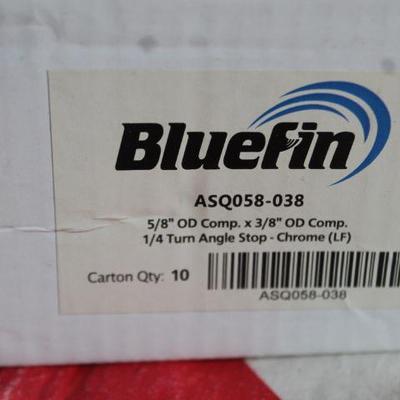 Bluefin
ASQ058-038
5/8" OD Comp. x 3/8" OD Comp.
1/4 Turn Angle Stop - Chrome (LF)
Carton Qty: 10
ASQ058-038